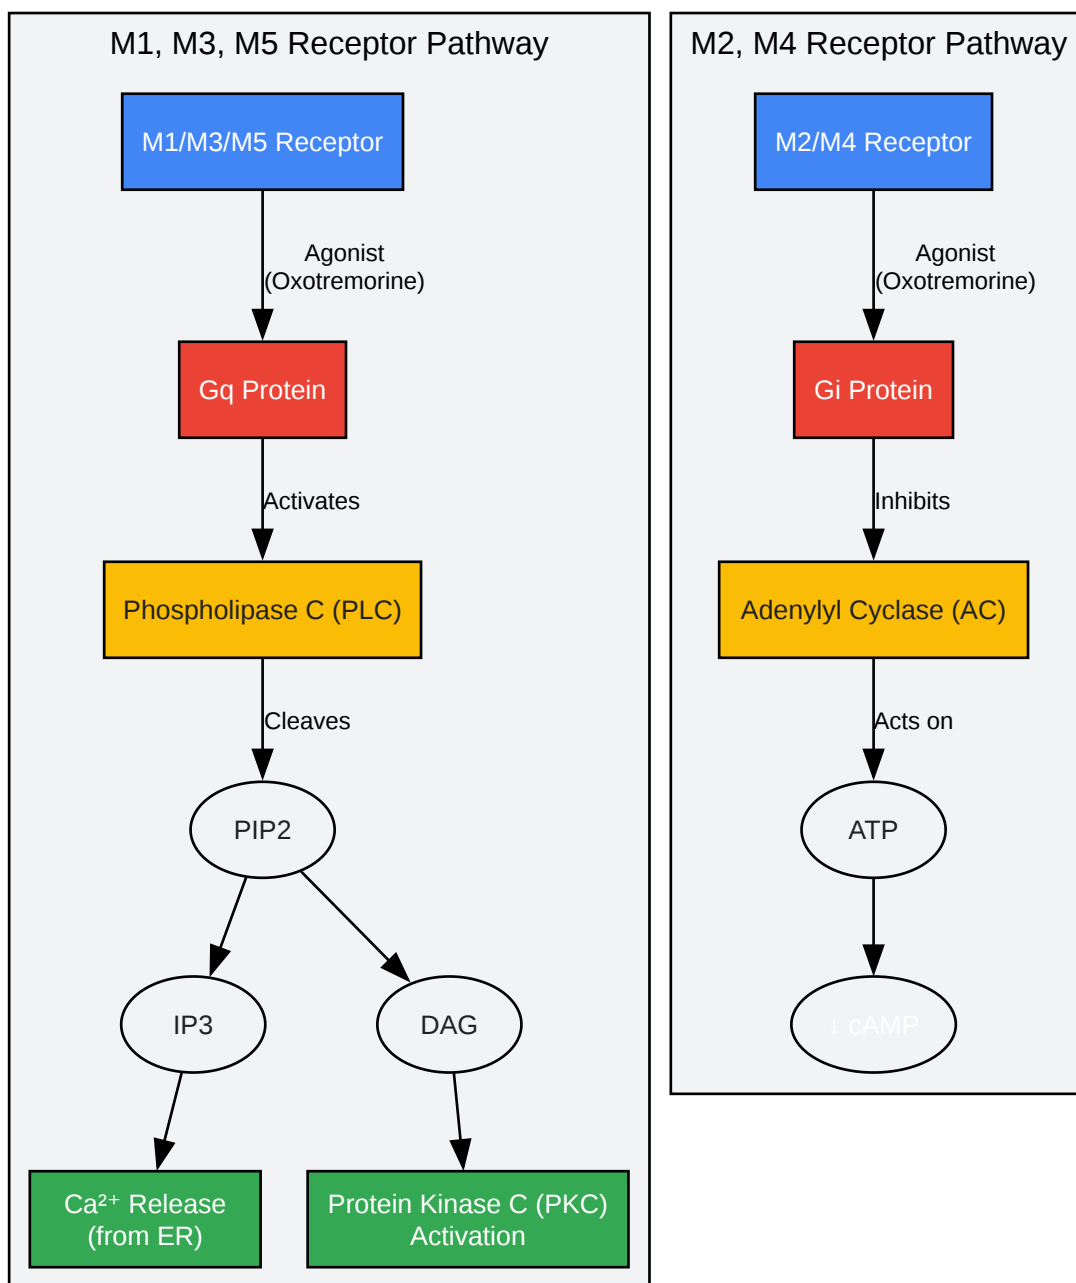 M1, M3, M5 Receptor Pathway
M1/M3/M5 Receptor
Agonist
(Oxotremorine)
Gq Protein
Activates
Phospholipase C (PLC)
Cleaves
PIP2
IP3
DAG
Ca²⁺ Release
(from ER)
Protein Kinase C (PKC)
Activation
M2, M4 Receptor Pathway
M2/M4 Receptor
Agonist
(Oxotremorine)
Gi Protein
Inhibits
Adenylyl Cyclase (AC)
Acts on
ATP
↓ cAMP